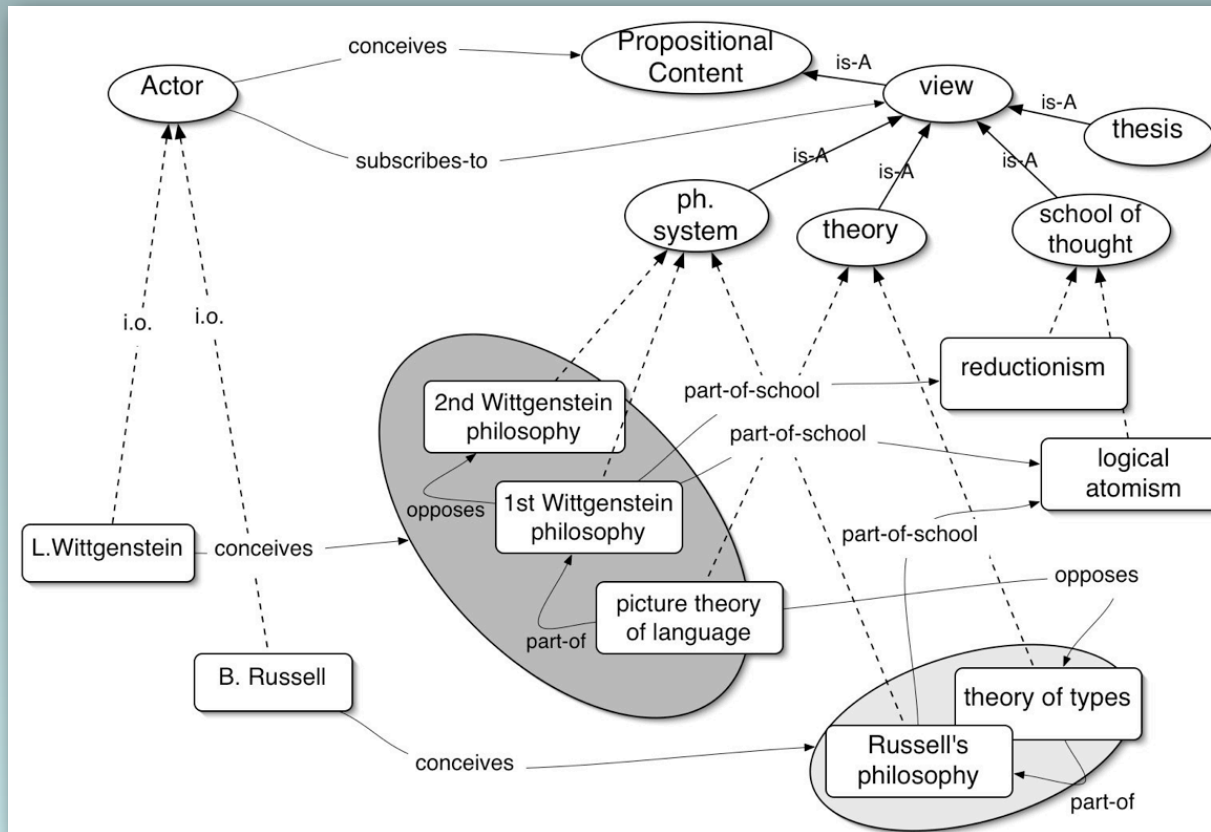 conceives
Propositional
Content
Actor
is-A
view
is-A
thesis
subscribes-to
is-A
is-A
is-A
ph.
system
theory
school of
thought
i.o.
i.o.
reductionism
part-of-school
2nd Wittgenstein
philosophy
part-of-school
logical
atomism
opposes
1st Wittgenstein
philosophy
L.Wittgenstein
conceives
part-of-school
opposes
picture theory
of language
part-of
B. Russell
theory of types
Russell's
philosophy
conceives
part-of